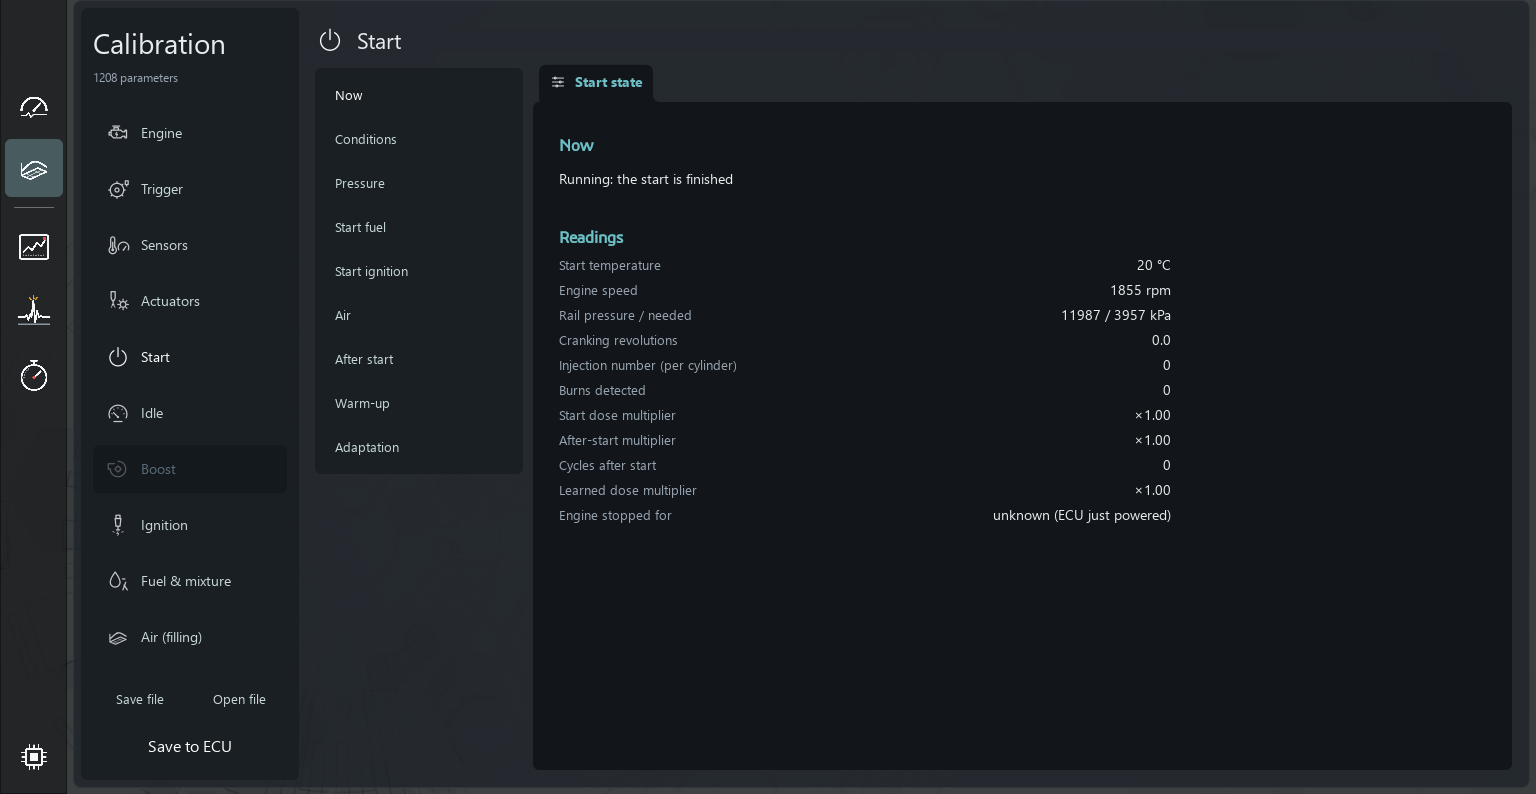 Calibration
1208 parameters
Engine
Trigger
Sensors
Actuators
Start
Idle
Boost
Ignition
Fuel & mixture
Air (filling)
Save file
Open file
Save to ECU
Start
Now
Conditions
Pressure
Start fuel
Start ignition
Air
After start
Warm-up
Adaptation
Start state
Now
Running: the start is finished
Readings
Start temperature 20 °C
Engine speed 1855 rpm
Rail pressure / needed 11987 / 3957 kPa
Cranking revolutions 0.0
Injection number (per cylinder) 0
Burns detected 0
Start dose multiplier ×1.00
After-start multiplier ×1.00
Cycles after start 0
Learned dose multiplier ×1.00
Engine stopped for unknown (ECU just powered)